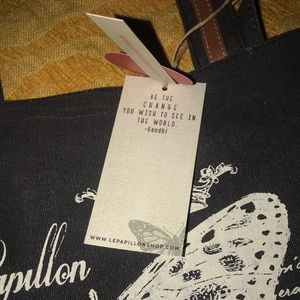 BE THE
CHANGE
YOU WISH TO SEE IN
THE WORLD.
-Gandhi
WWW.LEPAPILLONSHOP.COM
Papillon